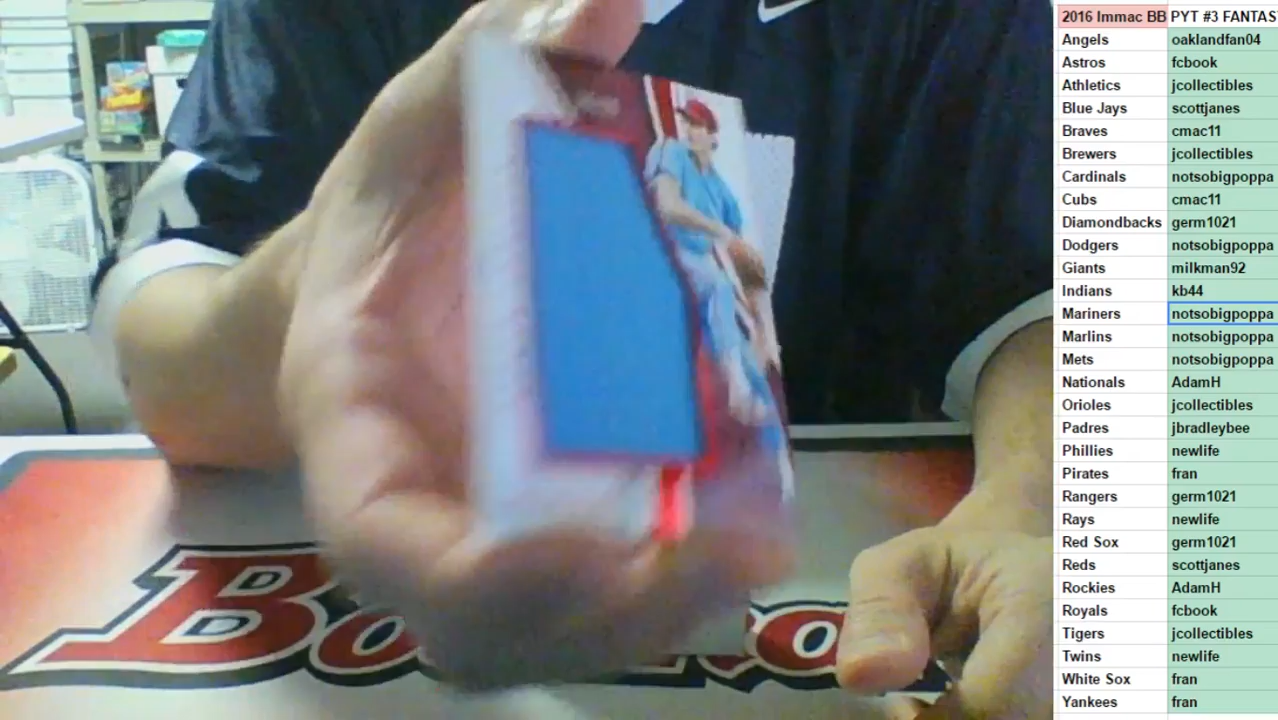 2016 Immac BB PYT #3 FANTAS
Angels oaklandfan04
Astros fcbook
Athletics jcollectibles
Blue Jays scottjanes
Braves cmac11
Brewers jcollectibles
Cardinals notsobigpoppa
Cubs cmac11
Diamondbacks germ1021
Dodgers notsobigpoppa
Giants milkman92
Indians kb44
Mariners notsobigpoppa
Marlins notsobigpoppa
Mets notsobigpoppa
Nationals AdamH
Orioles jcollectibles
Padres jbradleybee
Phillies newlife
Pirates fran
Rangers germ1021
Rays newlife
Red Sox germ1021
Reds scottjanes
Rockies AdamH
Royals fcbook
Tigers jcollectibles
Twins newlife
White Sox fran
Yankees fran